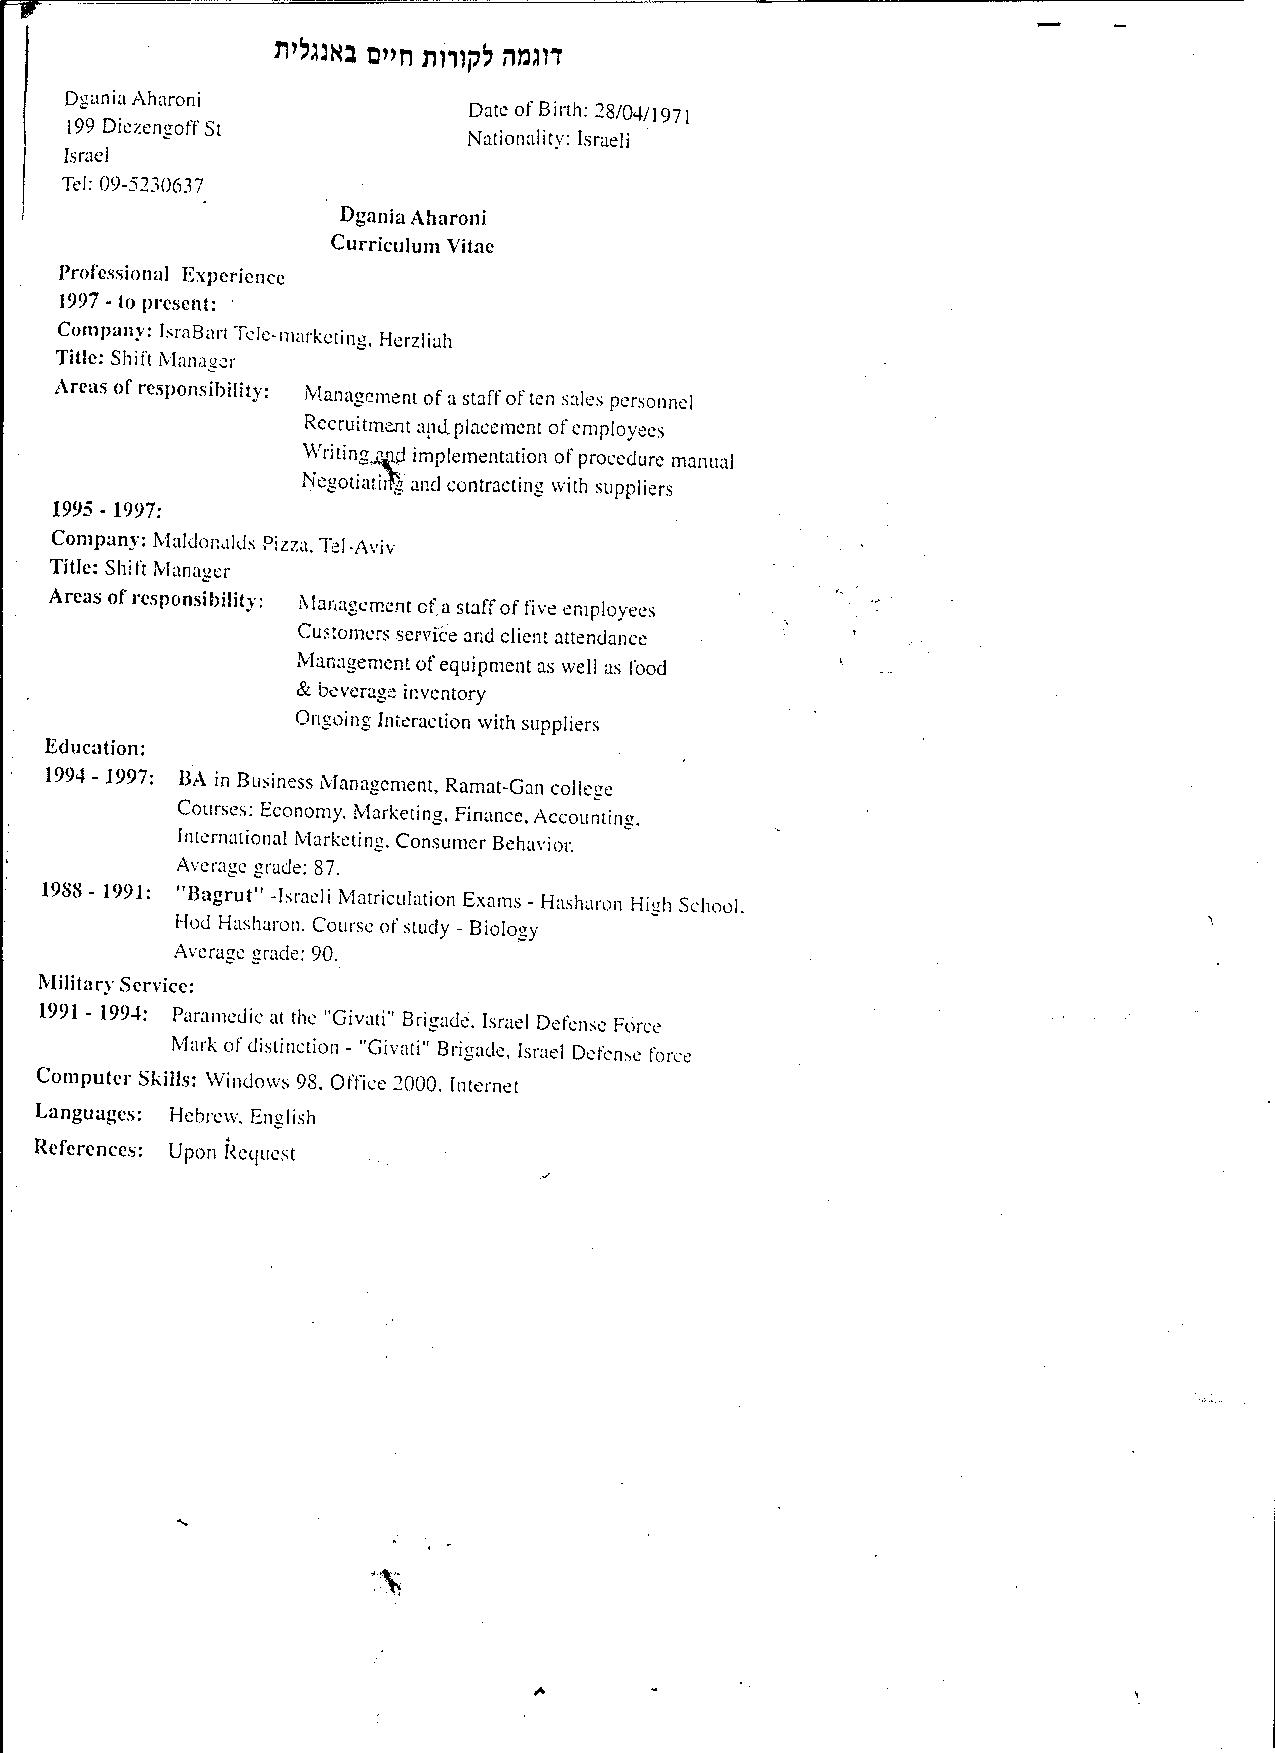 דוגמה לקורות חיים באנגלית
Dgania Aharoni
199 Diezengoff St
Israel
Tel: 09-5230637
Date of Birth: 28/04/1971
Nationality: Israeli
Dgania Aharoni
Curriculum Vitae
Professional Experience
1997 - to present:
Company: IsraBart Tele-marketing, Herzliah
Title: Shift Manager
Areas of responsibility: Management of a staff of ten sales personnel
Recruitment and placement of employees
Writing and implementation of procedure manual
Negotiating and contracting with suppliers
1995 - 1997:
Company: Maldonalds Pizza, Tel-Aviv
Title: Shift Manager
Areas of responsibility: Management of a staff of five employees
Customers service and client attendance
Management of equipment as well as food
& beverage inventory
Ongoing Interaction with suppliers
Education:
1994 - 1997: BA in Business Management, Ramat-Gan college
Courses: Economy, Marketing, Finance, Accounting,
International Marketing, Consumer Behavior.
Average grade: 87.
1988 - 1991: "Bagrut" -Israeli Matriculation Exams - Hasharon High School.
Hod Hasharon. Course of study - Biology
Average grade: 90.
Military Service:
1991 - 1994: Paramedic at the "Givati" Brigade, Israel Defense Force
Mark of distinction - "Givati" Brigade, Israel Defense force
Computer Skills: Windows 98, Office 2000, Internet
Languages: Hebrew, English
References: Upon Request